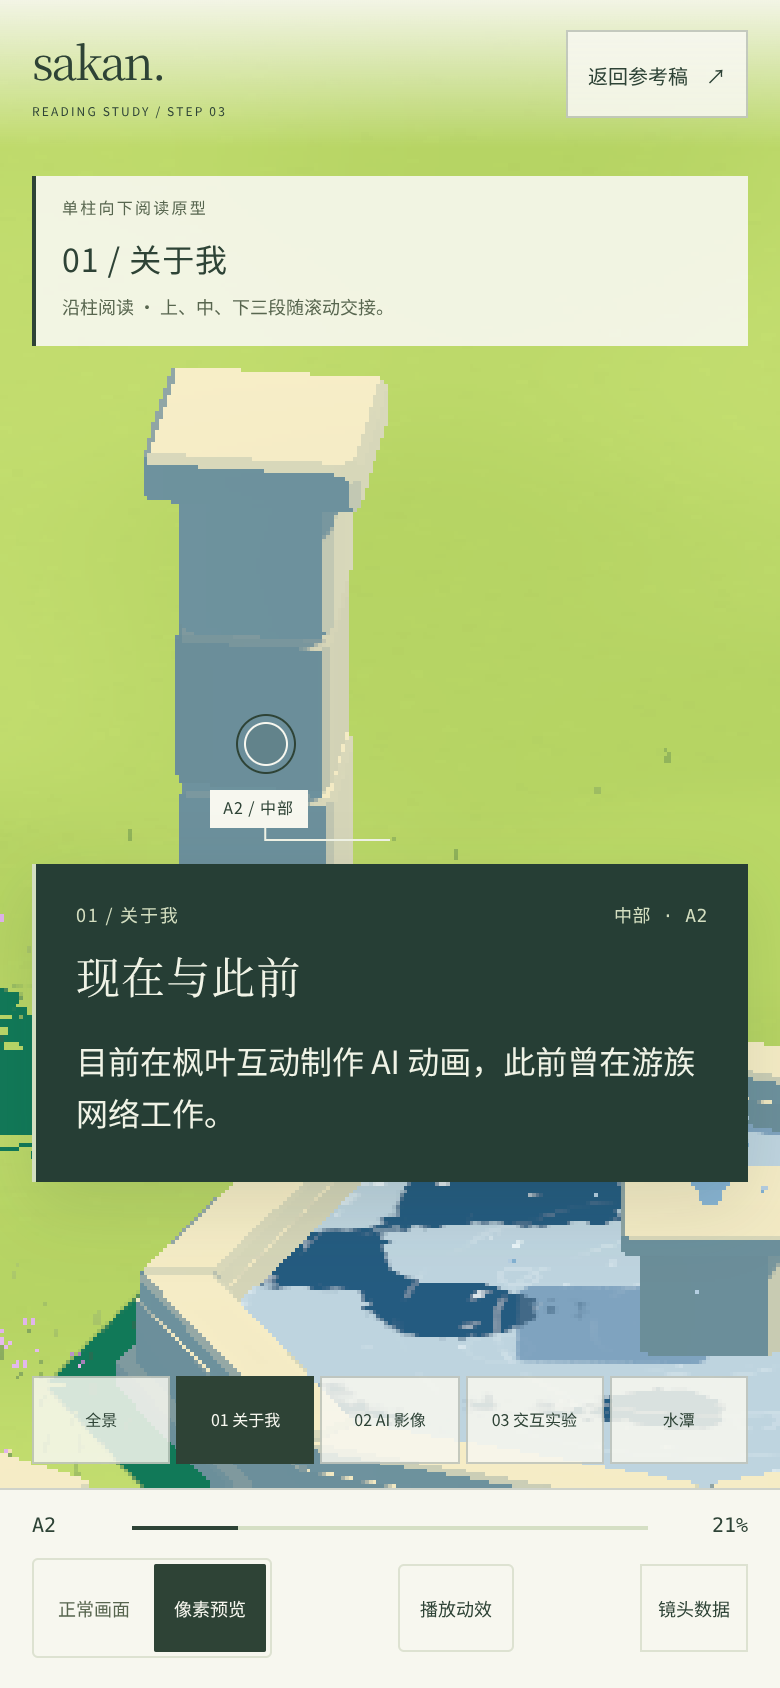 sakan.
返回参考稿 ↗
READING STUDY / STEP 03
单柱向下阅读原型
01 / 关于我
沿柱阅读 · 上、中、下三段随滚动交接。
A2 / 中部
01 / 关于我
中部 · A2
现在与此前
目前在枫叶互动制作 AI 动画，此前曾在游族
网络工作。
全景
01 关于我
02 AI 影像
03 交互实验
水潭
A2
21%
正常画面
像素预览
播放动效
镜头数据